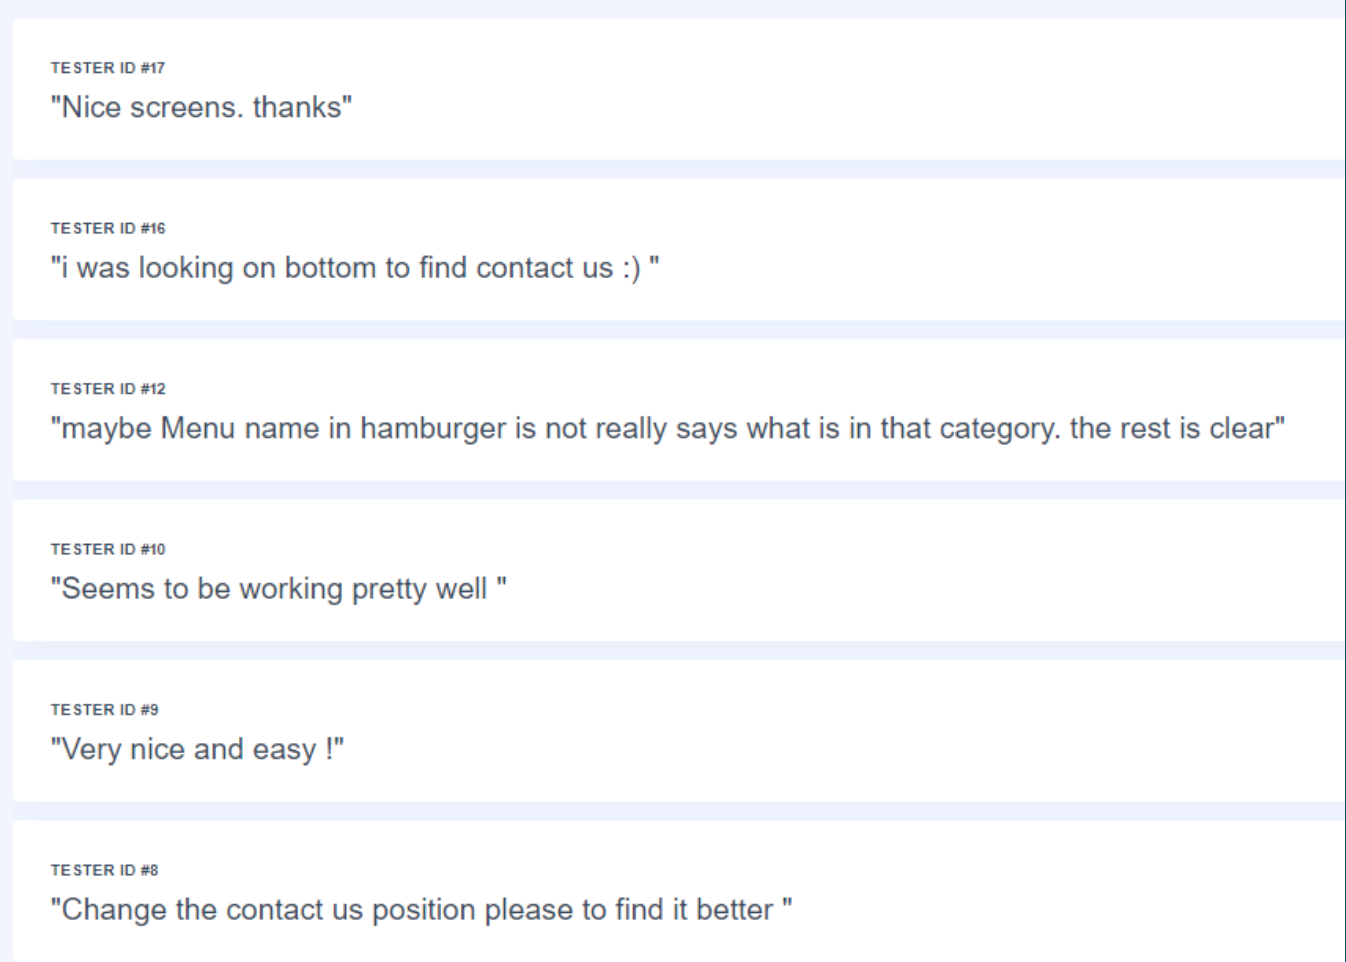 TESTER ID #17
"Nice screens. thanks"
TESTER ID #16
"i was looking on bottom to find contact us :) "
TESTER ID #12
"maybe Menu name in hamburger is not really says what is in that category. the rest is clear"
TESTER ID #10
"Seems to be working pretty well "
TESTER ID #9
"Very nice and easy !"
TESTER ID #8
"Change the contact us position please to find it better "